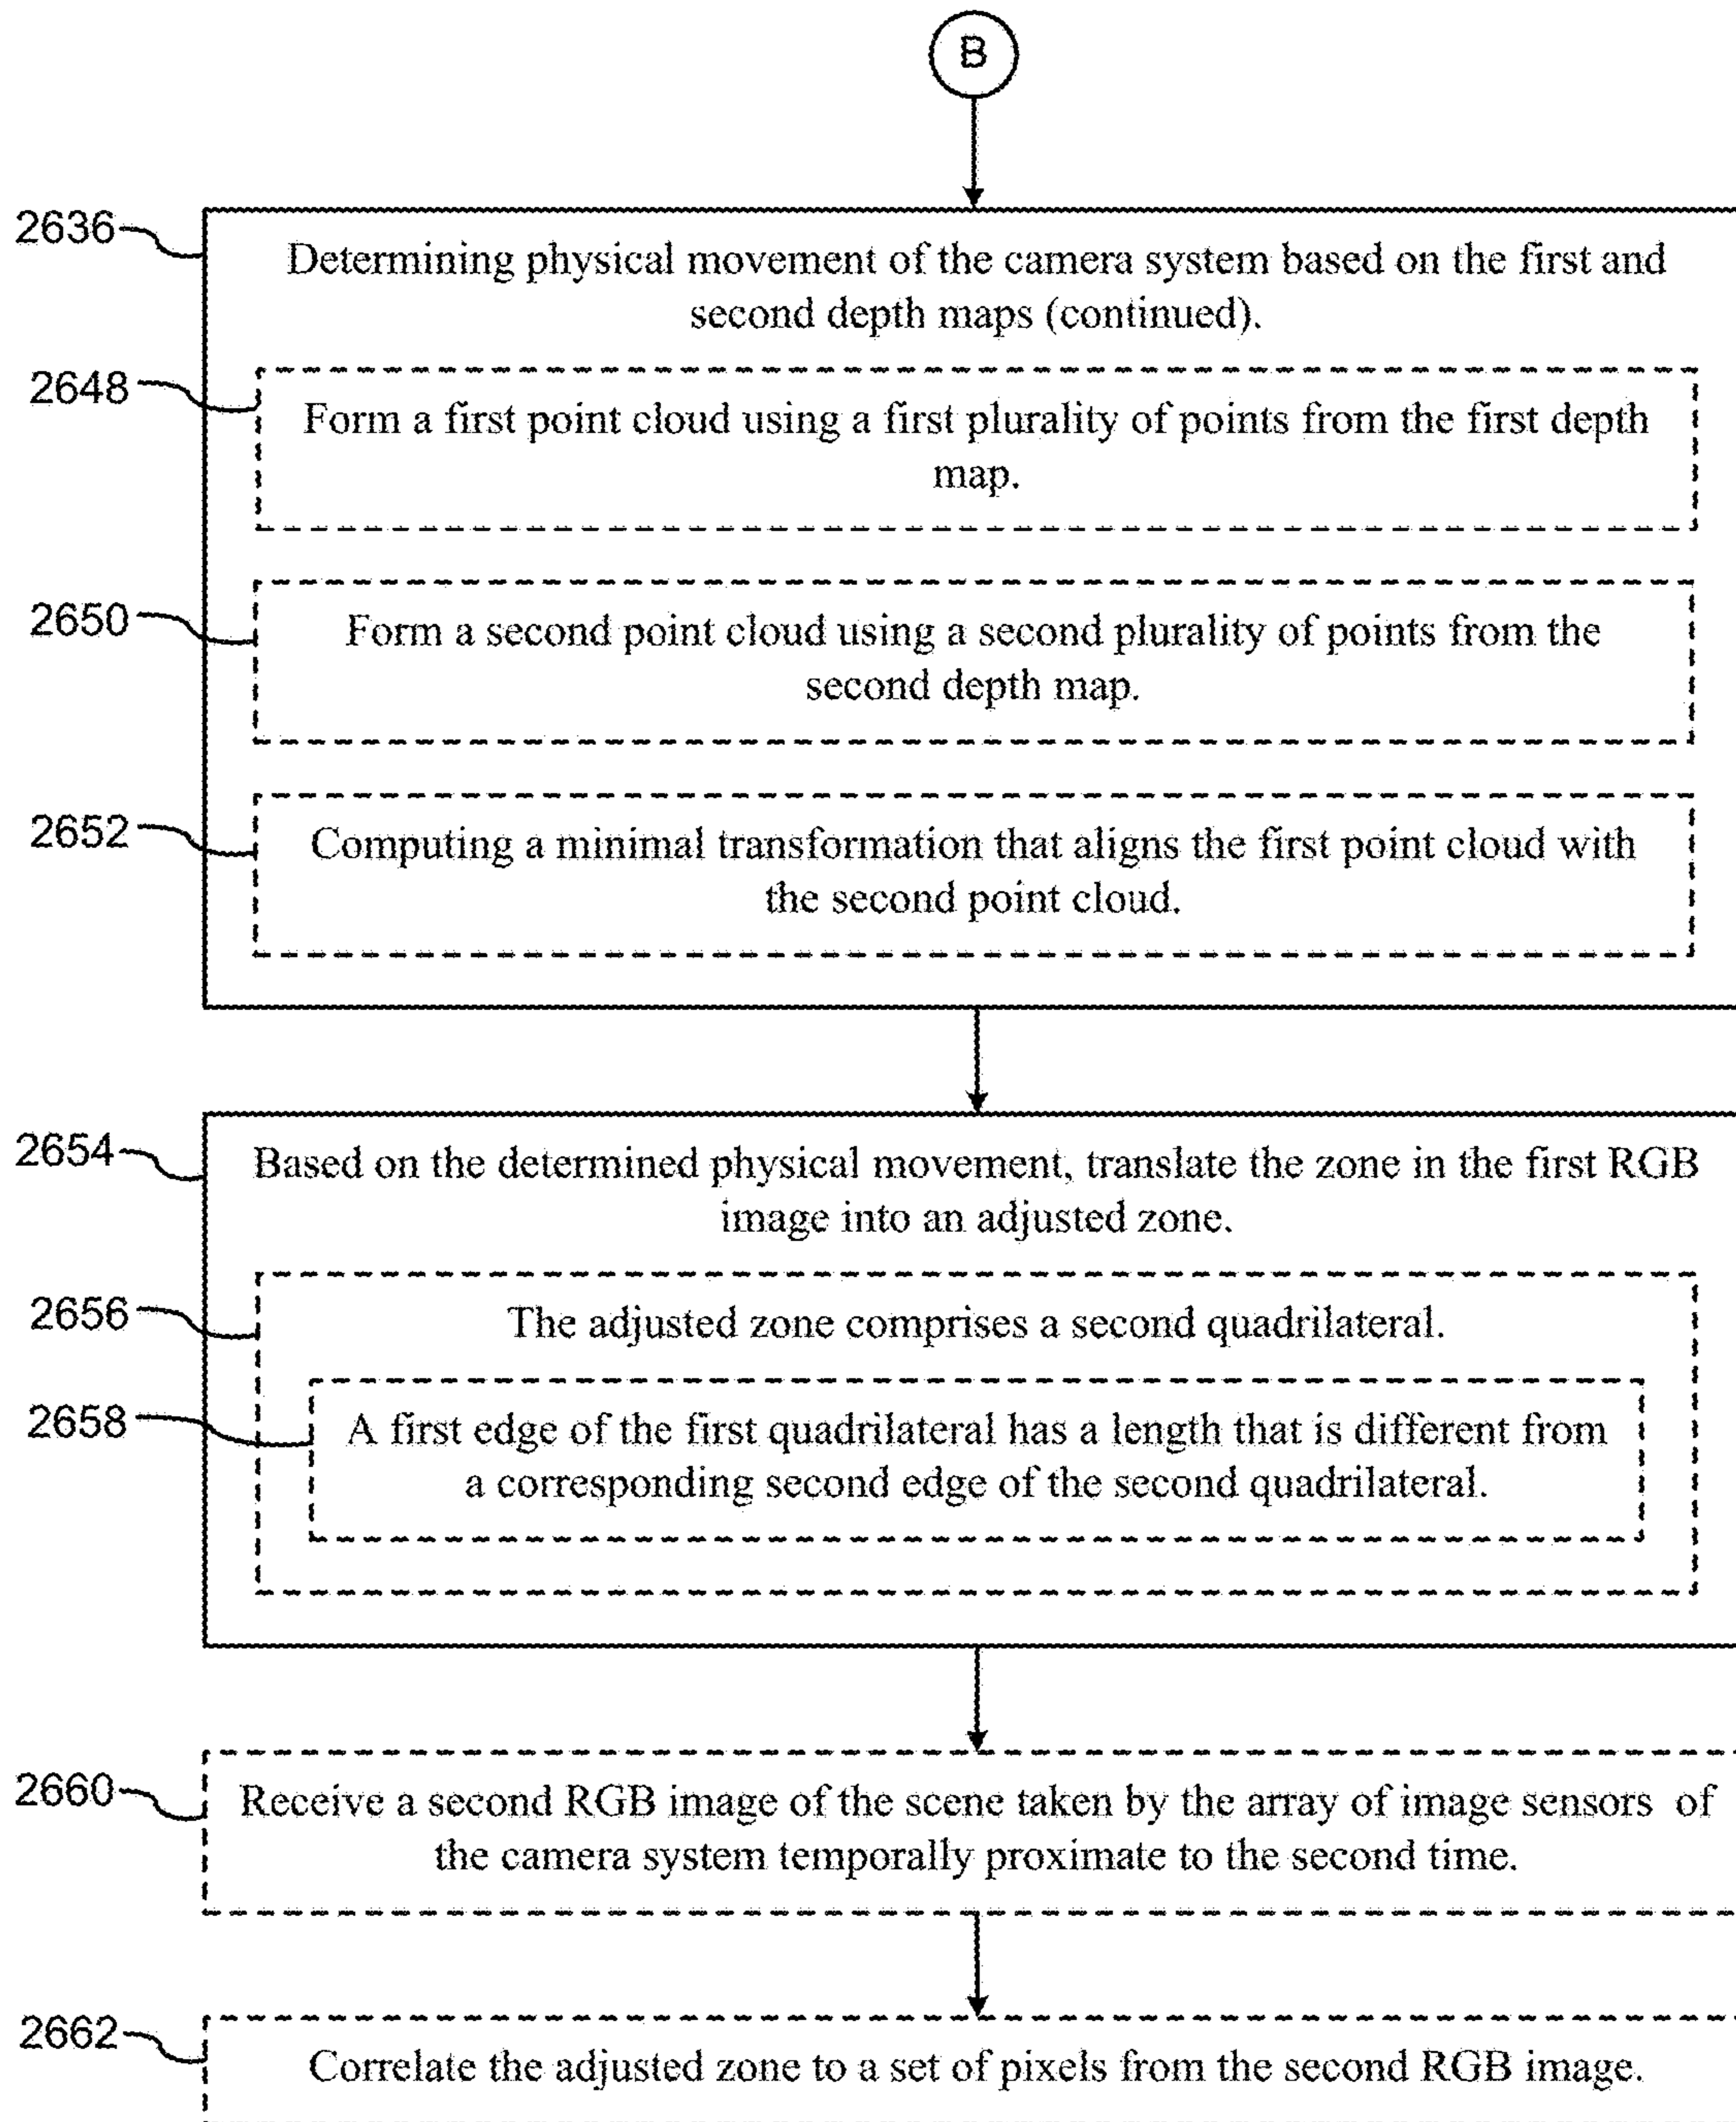 B
2636
Determining physical movement of the camera system based on the first and
second depth maps (continued).
2648
Form a first point cloud using a first plurality of points from the first depth
map.
2650
Form a second point cloud using a second plurality of points from the
second depth map.
2652
Computing a minimal transformation that aligns the first point cloud with
the second point cloud.
2654
Based on the determined physical movement, translate the zone in the first RGB
image into an adjusted zone.
2656
The adjusted zone comprises a second quadrilateral.
2658
A first edge of the first quadrilateral has a length that is different from
a corresponding second edge of the second quadrilateral.
2660
Receive a second RGB image of the scene taken by the array of image sensors of
the camera system temporally proximate to the second time.
2662
Correlate the adjusted zone to a set of pixels from the second RGB image.